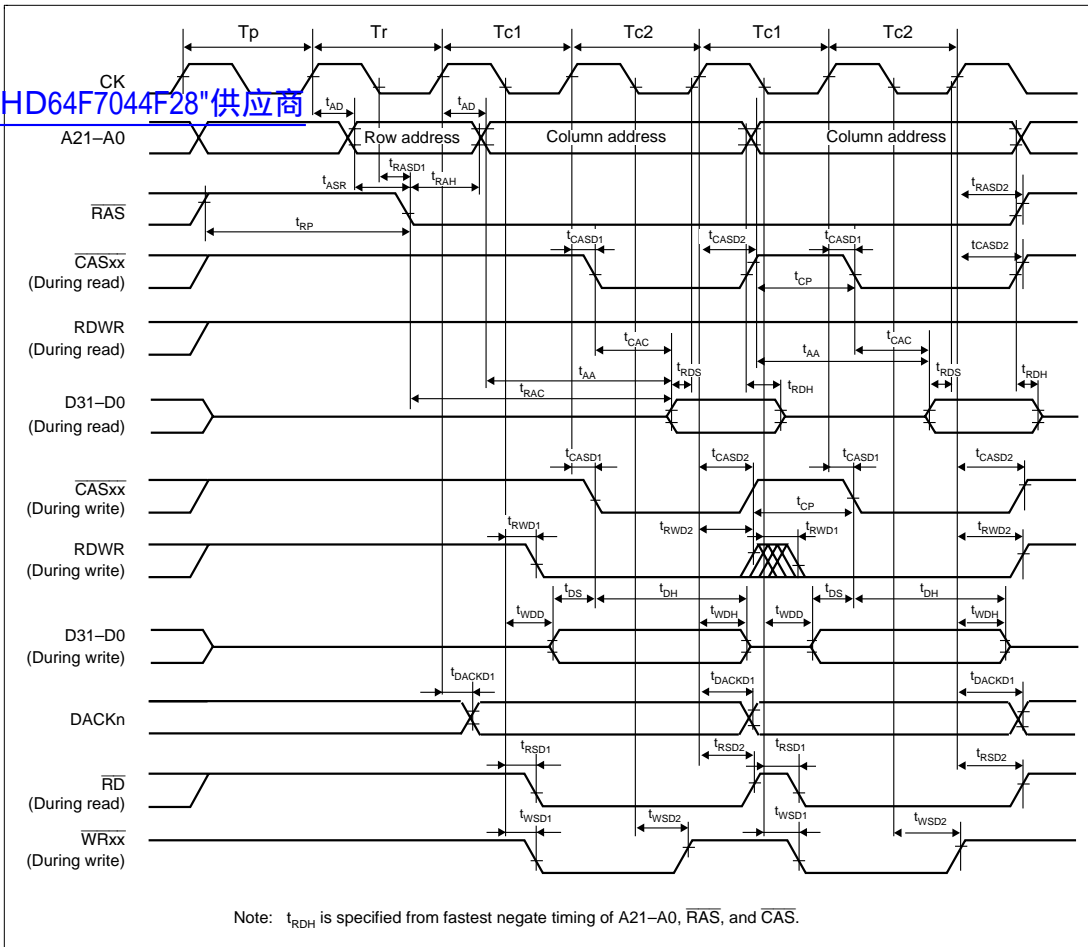 Tp Tr Tc1 Tc2 Tc1 Tc2
CK
HD64F7044F28"供应商
tAD tAD
A21–A0 Row address Column address Column address
tRASD1
tASR tRAH tRASD2
RAS
tRP
tCASD1 tCASD2 tCASD1 tCASD2
CASxx
(During read)
tCP
RDWR
(During read)
tCAC tCAC
tAA tAA
tRDS tRDH tRDS tRDH
tRAC
D31–D0
(During read)
tCASD1 tCASD2 tCASD1 tCASD2
CASxx
(During write)
tCP
tRWD1 tRWD2 tRWD1 tRWD2
RDWR
(During write)
tDS tDH tDS tDH
tWDD tWDH tWDD tWDH
D31–D0
(During write)
tDACKD1 tDACKD1 tDACKD1
DACKn
tRSD1 tRSD2 tRSD1 tRSD2
RD
(During read)
tWSD1 tWSD2 tWSD1 tWSD2
WRxx
(During write)
Note: tRDH is specified from fastest negate timing of A21–A0, RAS, and CAS.